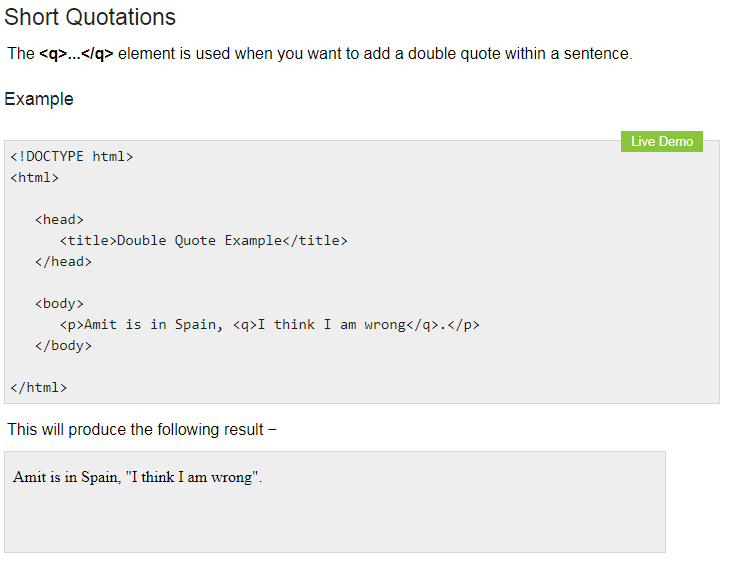 Short Quotations
The <q>...</q> element is used when you want to add a double quote within a sentence.
Example
Live Demo
<!DOCTYPE html>
<html>
<head>
<title>Double Quote Example</title>
</head>
<body>
<p>Amit is in Spain, <q>I think I am wrong</q>.</p>
</body>
</html>
This will produce the following result −
Amit is in Spain, "I think I am wrong".